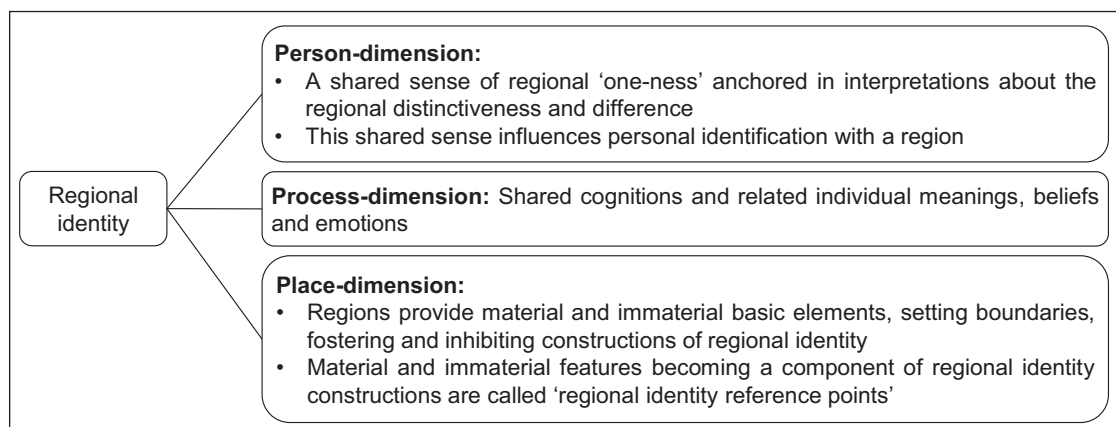 Person-dimension:
• A shared sense of regional ‘one-ness’ anchored in interpretations about the
regional distinctiveness and difference
• This shared sense influences personal identification with a region
Regional
identity
Process-dimension: Shared cognitions and related individual meanings, beliefs
and emotions
Place-dimension:
• Regions provide material and immaterial basic elements, setting boundaries,
fostering and inhibiting constructions of regional identity
• Material and immaterial features becoming a component of regional identity
constructions are called ‘regional identity reference points’